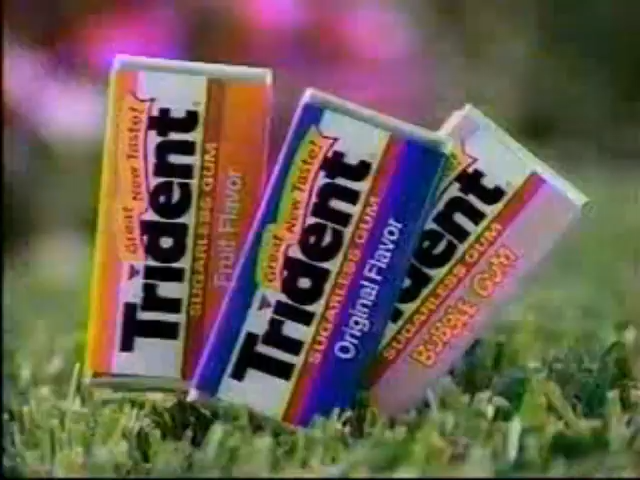 Great New Taste!
Trident
SUGARLESS GUM
Fruit Flavor
Great New Taste!
Trident
SUGARLESS GUM
Original Flavor
ident
SUGARLESS GUM
BUBBLE GUM